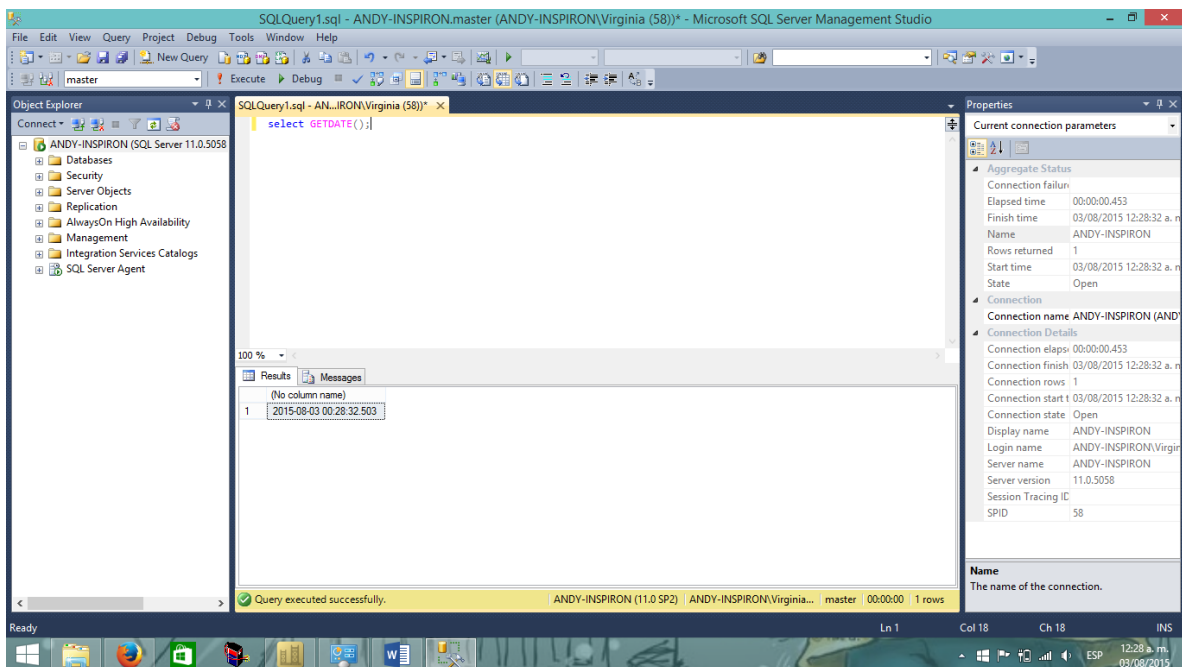 SQLQuery1.sql - ANDY-INSPIRON.master (ANDY-INSPIRON\Virginia (58))* - Microsoft SQL Server Management Studio
File Edit View Query Project Debug Tools Window Help
New Query
master Execute Debug
Object Explorer
Connect
ANDY-INSPIRON (SQL Server 11.0.5058
Databases
Security
Server Objects
Replication
AlwaysOn High Availability
Management
Integration Services Catalogs
SQL Server Agent
SQLQuery1.sql - AN...IRON\Virginia (58))*
select GETDATE();
100 %
Results Messages
(No column name)
1 2015-08-03 00:28:32.503
Query executed successfully. ANDY-INSPIRON (11.0 SP2) ANDY-INSPIRON\Virginia... master 00:00:00 1 rows
Properties
Current connection parameters
Aggregate Status
Connection failure
Elapsed time 00:00:00.453
Finish time 03/08/2015 12:28:32 a. n
Name ANDY-INSPIRON
Rows returned 1
Start time 03/08/2015 12:28:32 a. n
State Open
Connection
Connection name ANDY-INSPIRON (AND
Connection Details
Connection elaps 00:00:00.453
Connection finish 03/08/2015 12:28:32 a. n
Connection rows 1
Connection start t 03/08/2015 12:28:32 a. n
Connection state Open
Display name ANDY-INSPIRON
Login name ANDY-INSPIRON\Virgin
Server name ANDY-INSPIRON
Server version 11.0.5058
Session Tracing ID
SPID 58
Name
The name of the connection.
Ready Ln 1 Col 18 Ch 18 INS
ESP 12:28 a. m.
03/08/2015